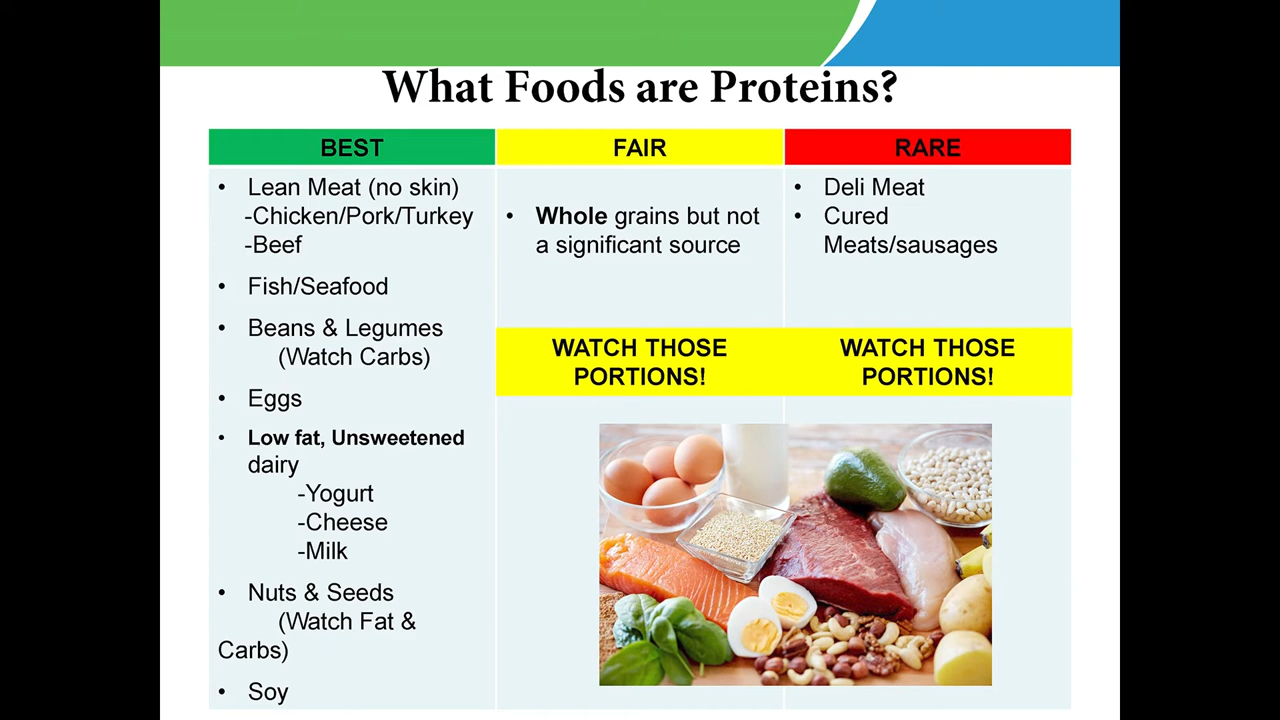 What Foods are Proteins?
BEST
FAIR
RARE
• Lean Meat (no skin)
-Chicken/Pork/Turkey
-Beef
• Fish/Seafood
• Beans & Legumes
(Watch Carbs)
• Eggs
• Low fat, Unsweetened
dairy
-Yogurt
-Cheese
-Milk
• Nuts & Seeds
(Watch Fat &
Carbs)
• Soy
• Whole grains but not
a significant source
WATCH THOSE
PORTIONS!
• Deli Meat
• Cured
Meats/sausages
WATCH THOSE
PORTIONS!